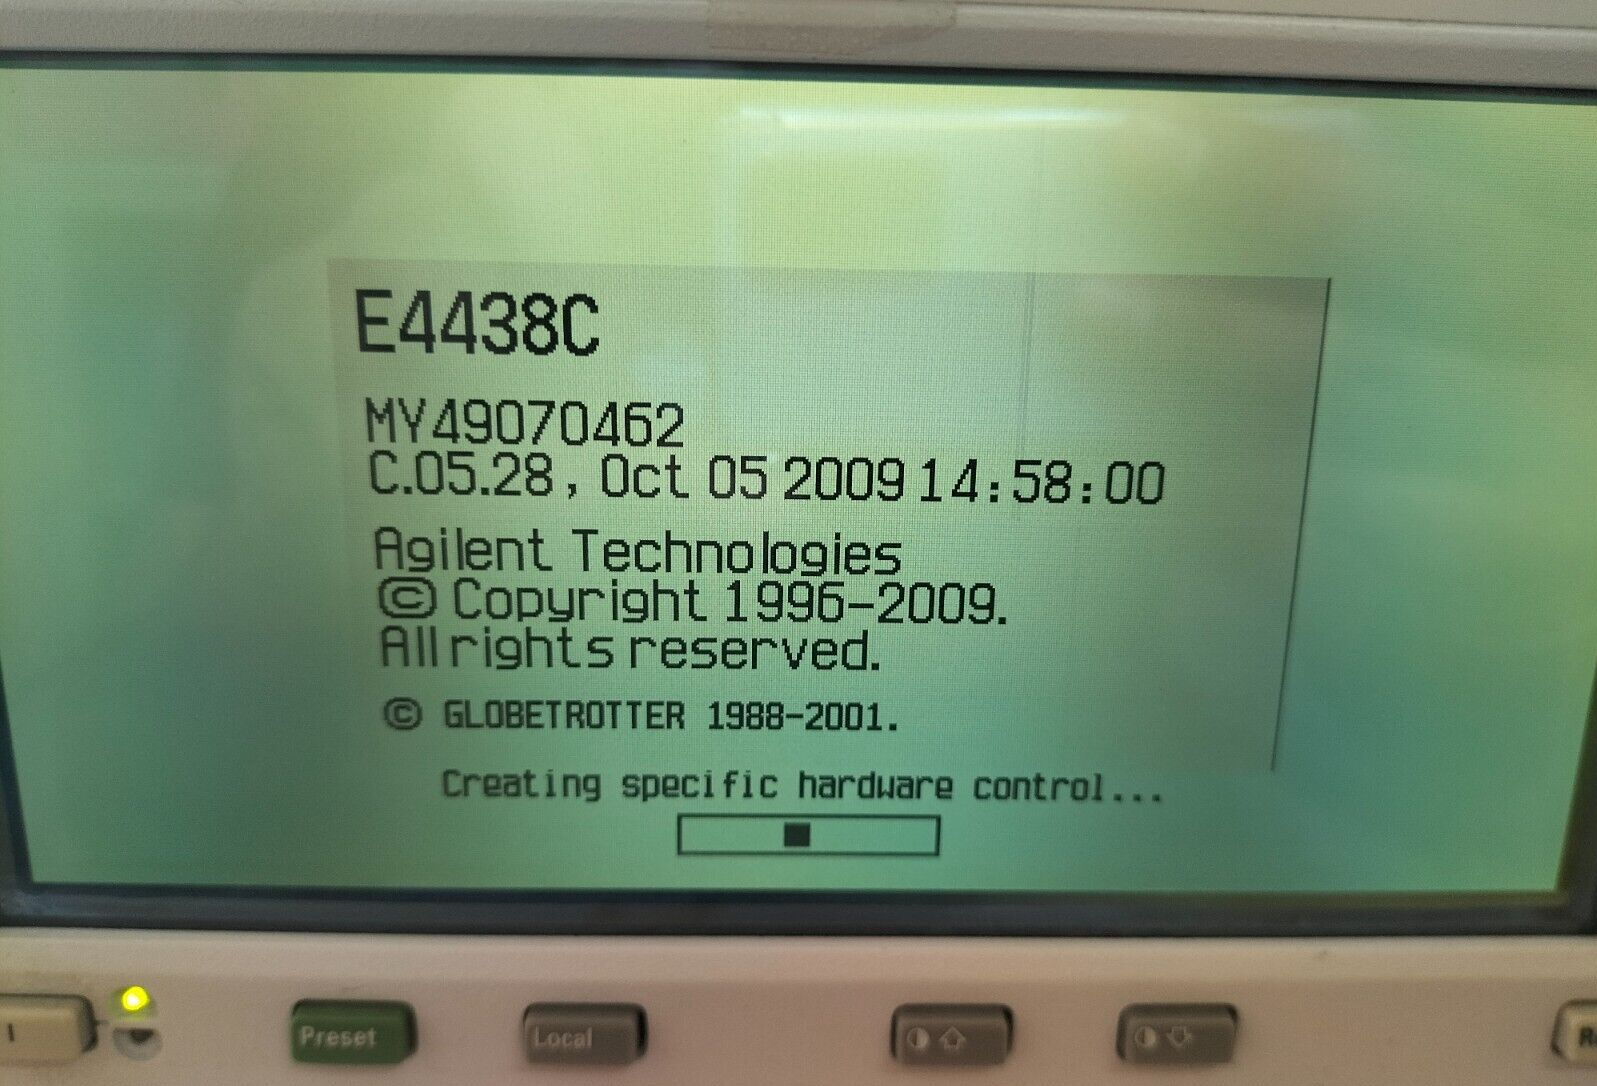 E4438C
MY49070462
C.05.28, Oct 05 2009 14:58:00
Agilent Technologies
© Copyright 1996-2009.
All rights reserved.
© GLOBETROTTER 1988-2001.
Creating specific hardware control...
Preset
Local